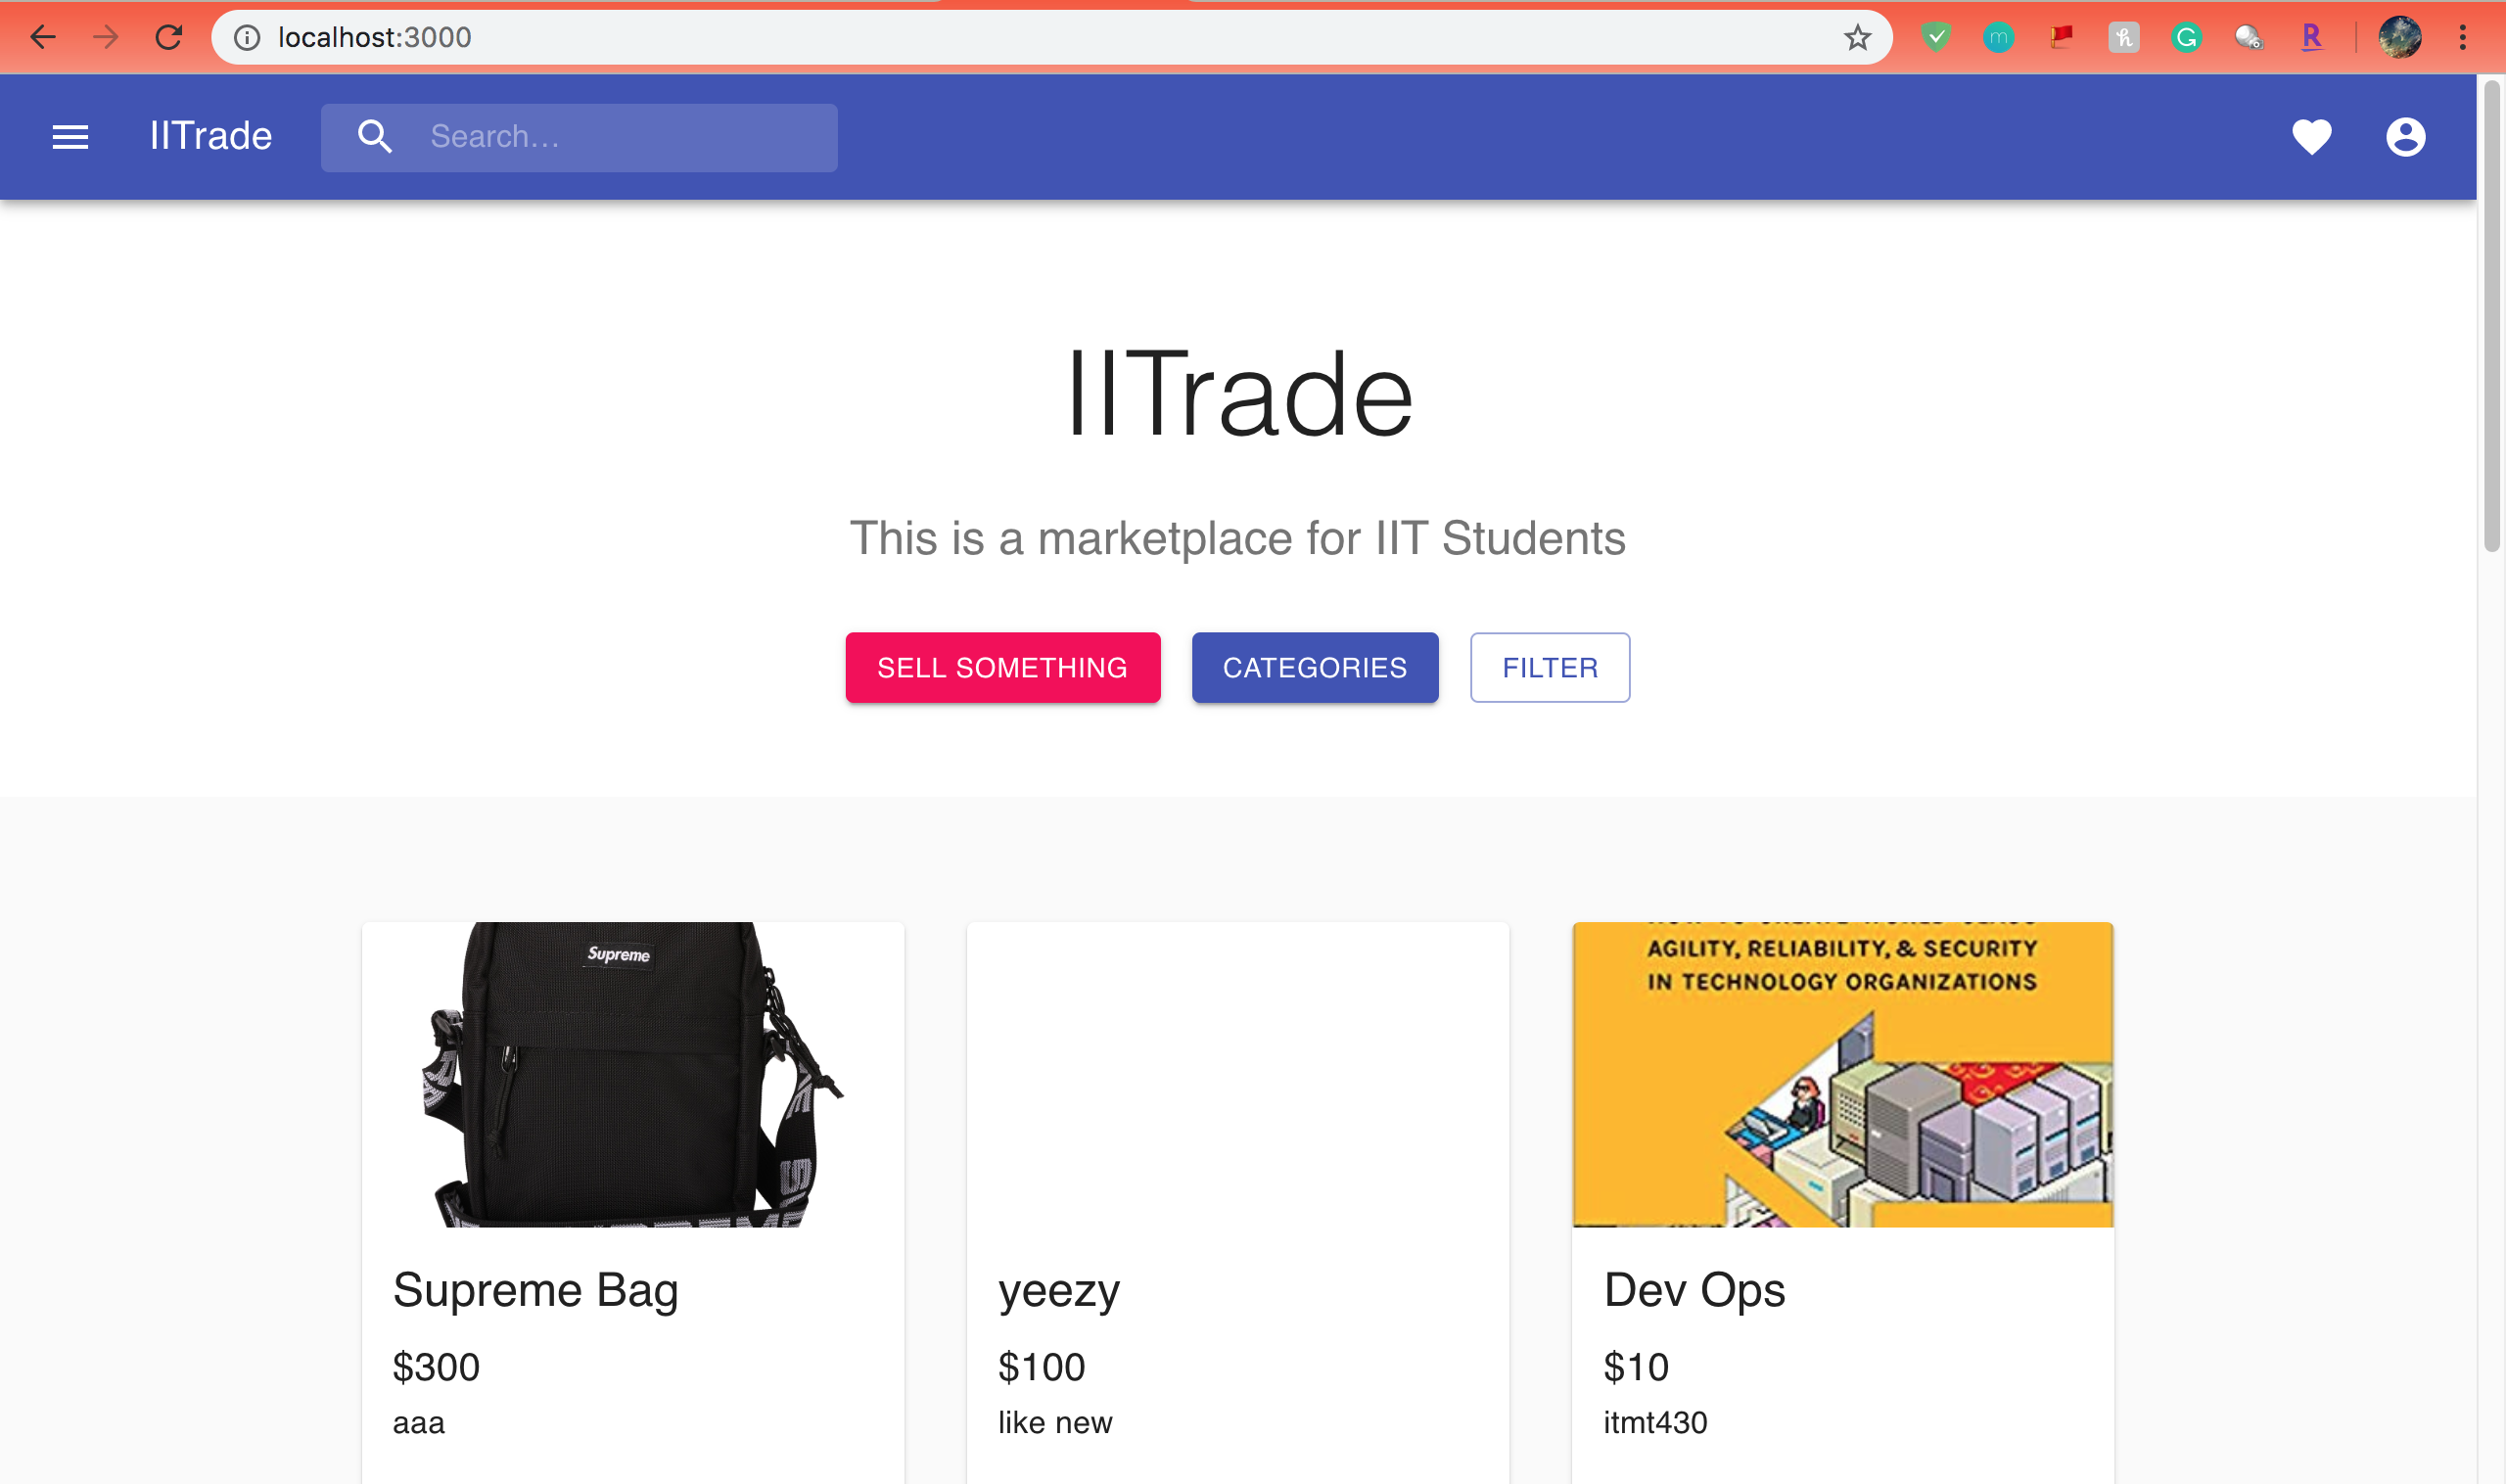 localhost:3000
IITrade
Search...
IITrade
This is a marketplace for IIT Students
SELL SOMETHING
CATEGORIES
FILTER
Supreme
AGILITY, RELIABILITY, & SECURITY
IN TECHNOLOGY ORGANIZATIONS
Supreme Bag
$300
aaa
yeezy
$100
like new
Dev Ops
$10
itmt430